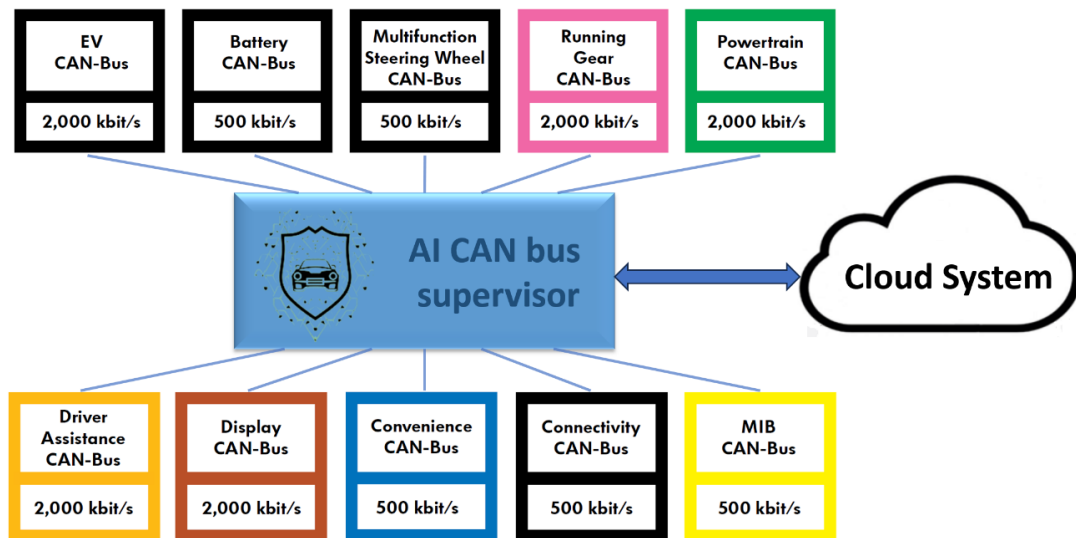 EV
CAN-Bus
2,000 kbit/s
Battery
CAN-Bus
500 kbit/s
Multifunction
Steering Wheel
CAN-Bus
500 kbit/s
Running
Gear
CAN-Bus
2,000 kbit/s
Powertrain
CAN-Bus
2,000 kbit/s
AI CAN bus
supervisor
Cloud System
Driver
Assistance
CAN-Bus
2,000 kbit/s
Display
CAN-Bus
2,000 kbit/s
Convenience
CAN-Bus
500 kbit/s
Connectivity
CAN-Bus
500 kbit/s
MIB
CAN-Bus
500 kbit/s